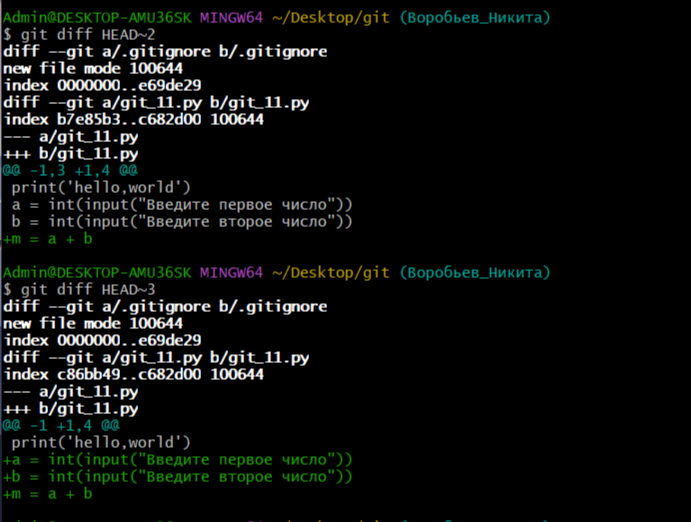 Admin@DESKTOP-AMU36SK MINGW64 ~/Desktop/git (Воробьев_Никита)
$ git diff HEAD~2
diff --git a/.gitignore b/.gitignore
new file mode 100644
index 0000000..e69de29
diff --git a/git_11.py b/git_11.py
index b7e85b3..c682d00 100644
--- a/git_11.py
+++ b/git_11.py
@@ -1,3 +1,4 @@
 print('hello,world')
 a = int(input("Введите первое число"))
 b = int(input("Введите второе число"))
+m = a + b
Admin@DESKTOP-AMU36SK MINGW64 ~/Desktop/git (Воробьев_Никита)
$ git diff HEAD~3
diff --git a/.gitignore b/.gitignore
new file mode 100644
index 0000000..e69de29
diff --git a/git_11.py b/git_11.py
index c86bb49..c682d00 100644
--- a/git_11.py
+++ b/git_11.py
@@ -1 +1,4 @@
 print('hello,world')
+a = int(input("Введите первое число"))
+b = int(input("Введите второе число"))
+m = a + b